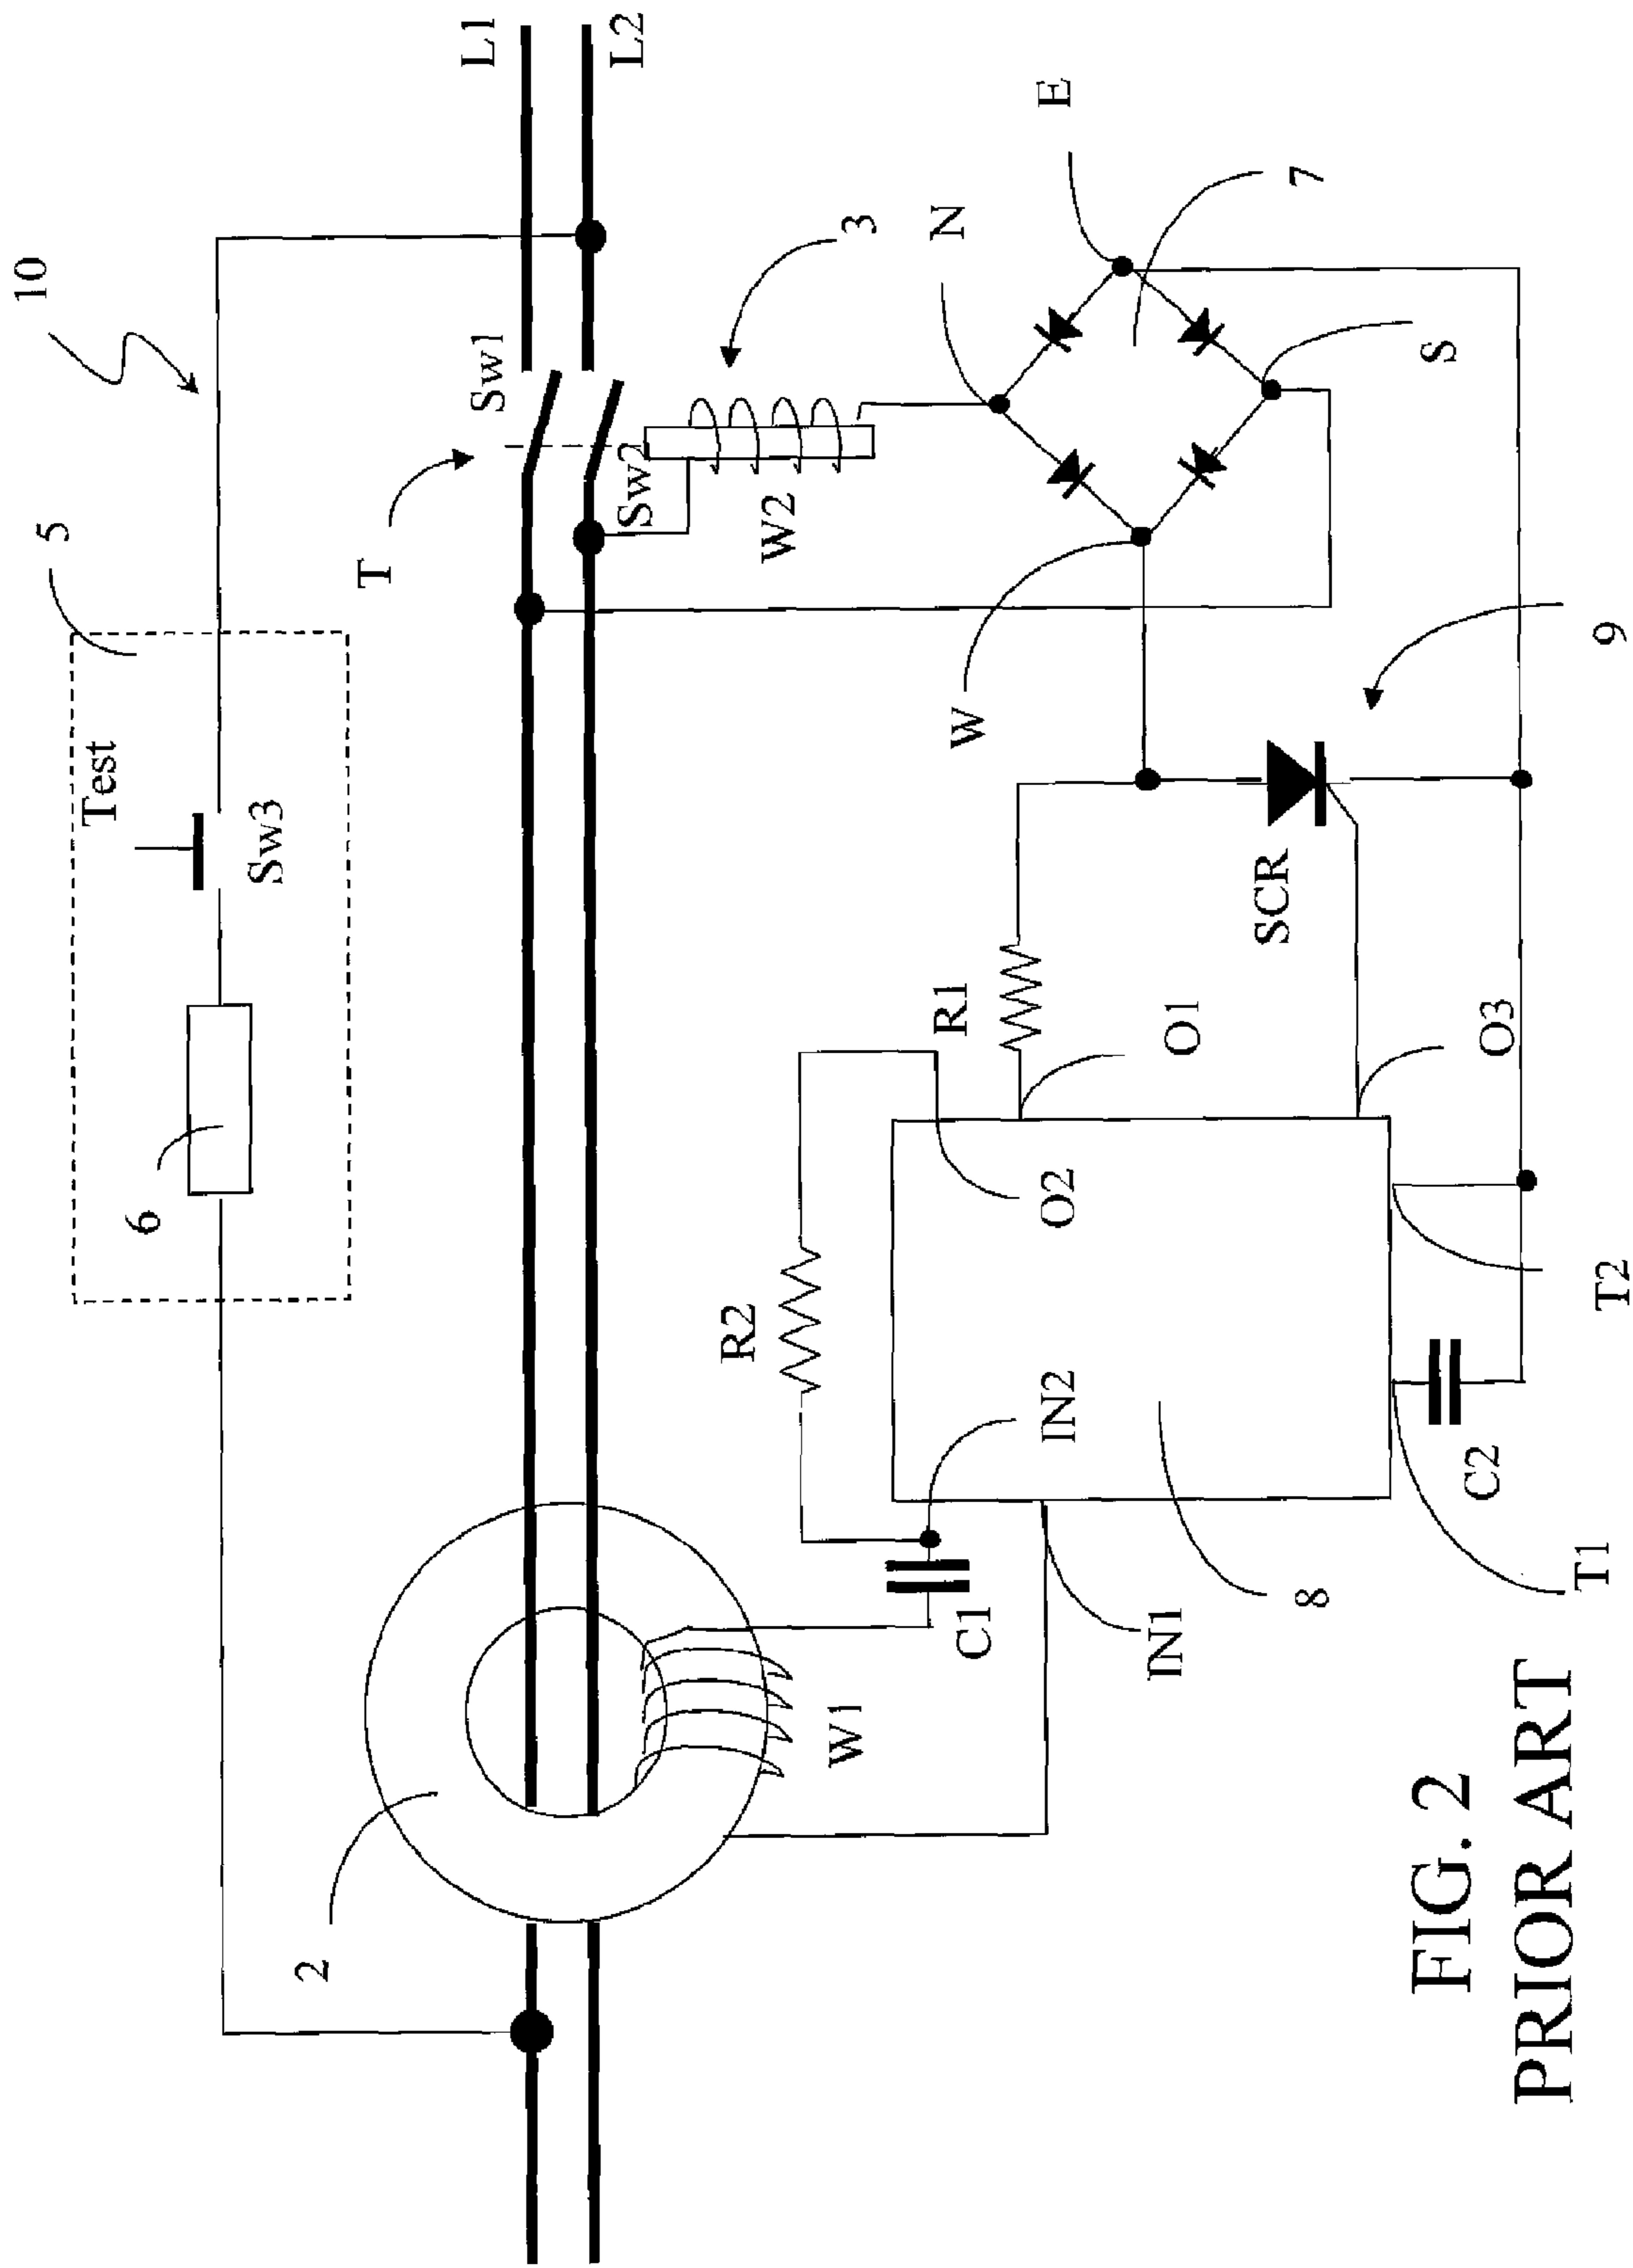 10
5
Test
Sw3
6
T
Sw1
L1
L2
Sw2
W2
3
N
E
7
S
W
9
SCR
R1
O1
O2
O3
R2
IN2
C1
IN1
8
T1
C2
T2
W1
2
FIG. 2
PRIOR ART